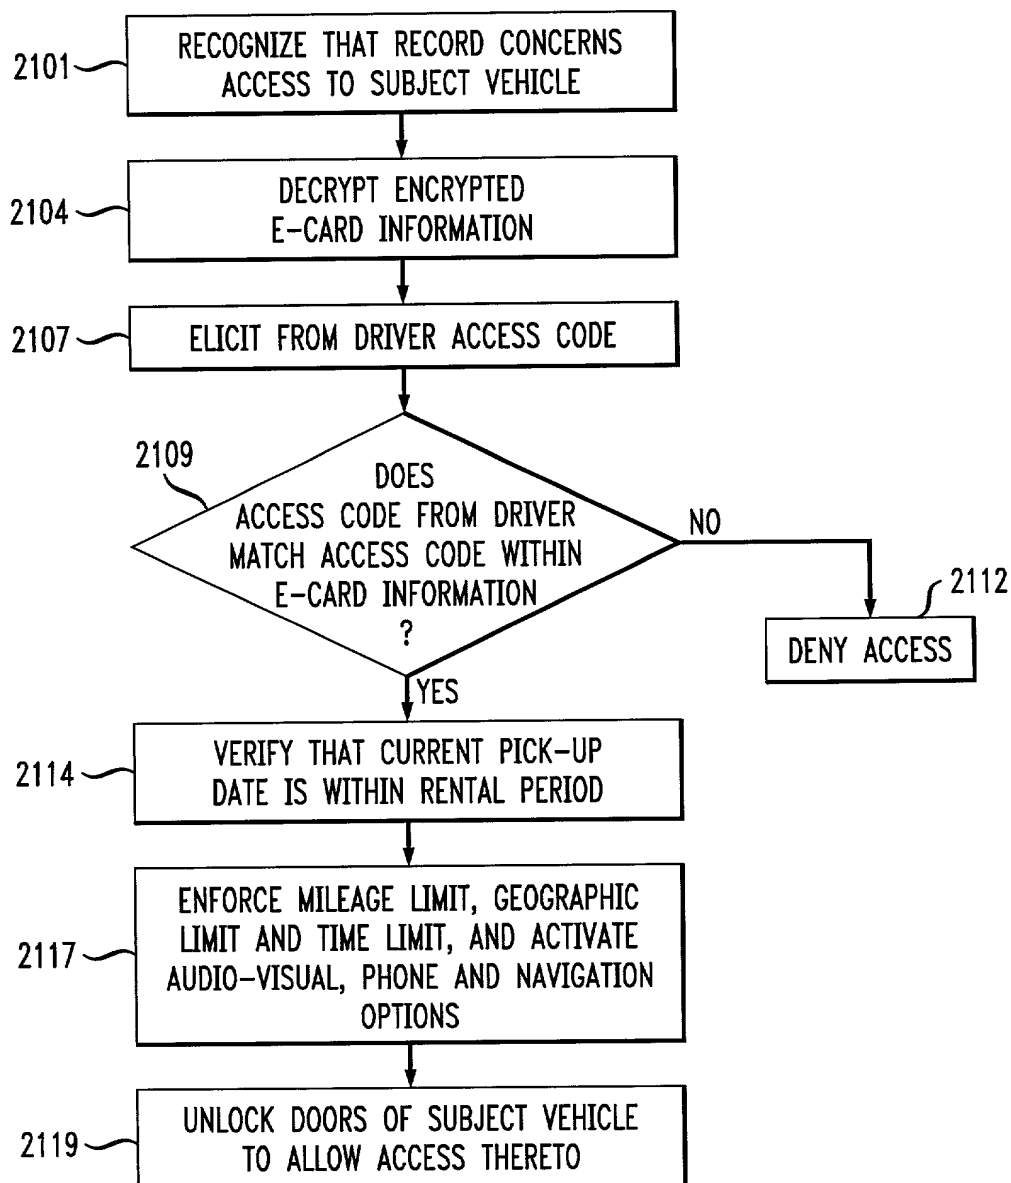 2101
RECOGNIZE THAT RECORD CONCERNS
ACCESS TO SUBJECT VEHICLE
2104
DECRYPT ENCRYPTED
E-CARD INFORMATION
2107
ELICIT FROM DRIVER ACCESS CODE
2109
DOES
ACCESS CODE FROM DRIVER
MATCH ACCESS CODE WITHIN
E-CARD INFORMATION
?
NO
2112
DENY ACCESS
YES
2114
VERIFY THAT CURRENT PICK-UP
DATE IS WITHIN RENTAL PERIOD
2117
ENFORCE MILEAGE LIMIT, GEOGRAPHIC
LIMIT AND TIME LIMIT, AND ACTIVATE
AUDIO-VISUAL, PHONE AND NAVIGATION
OPTIONS
2119
UNLOCK DOORS OF SUBJECT VEHICLE
TO ALLOW ACCESS THERETO